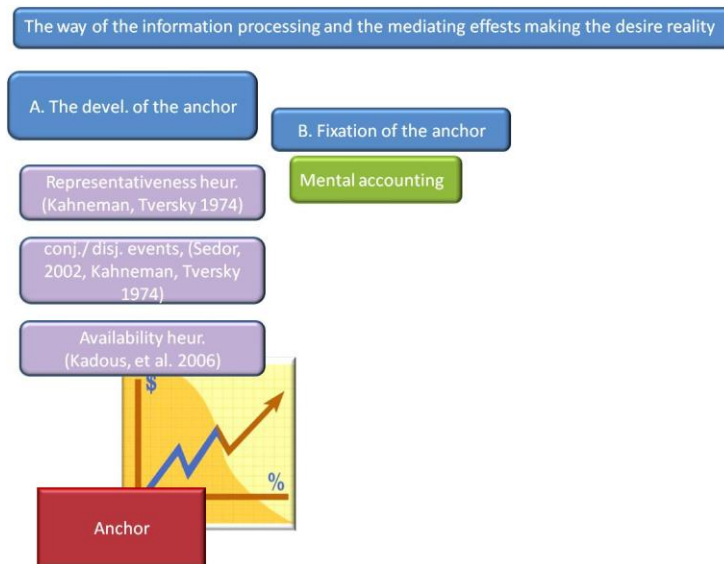 The way of the information processing and the mediating effests making the desire reality
A. The devel. of the anchor
B. Fixation of the anchor
Representativeness heur.
(Kahneman, Tversky 1974)
Mental accounting
conj./ disj. events, (Sedor,
2002, Kahneman, Tversky
1974)
Availability heur.
(Kadous, et al. 2006)
$
%
Anchor